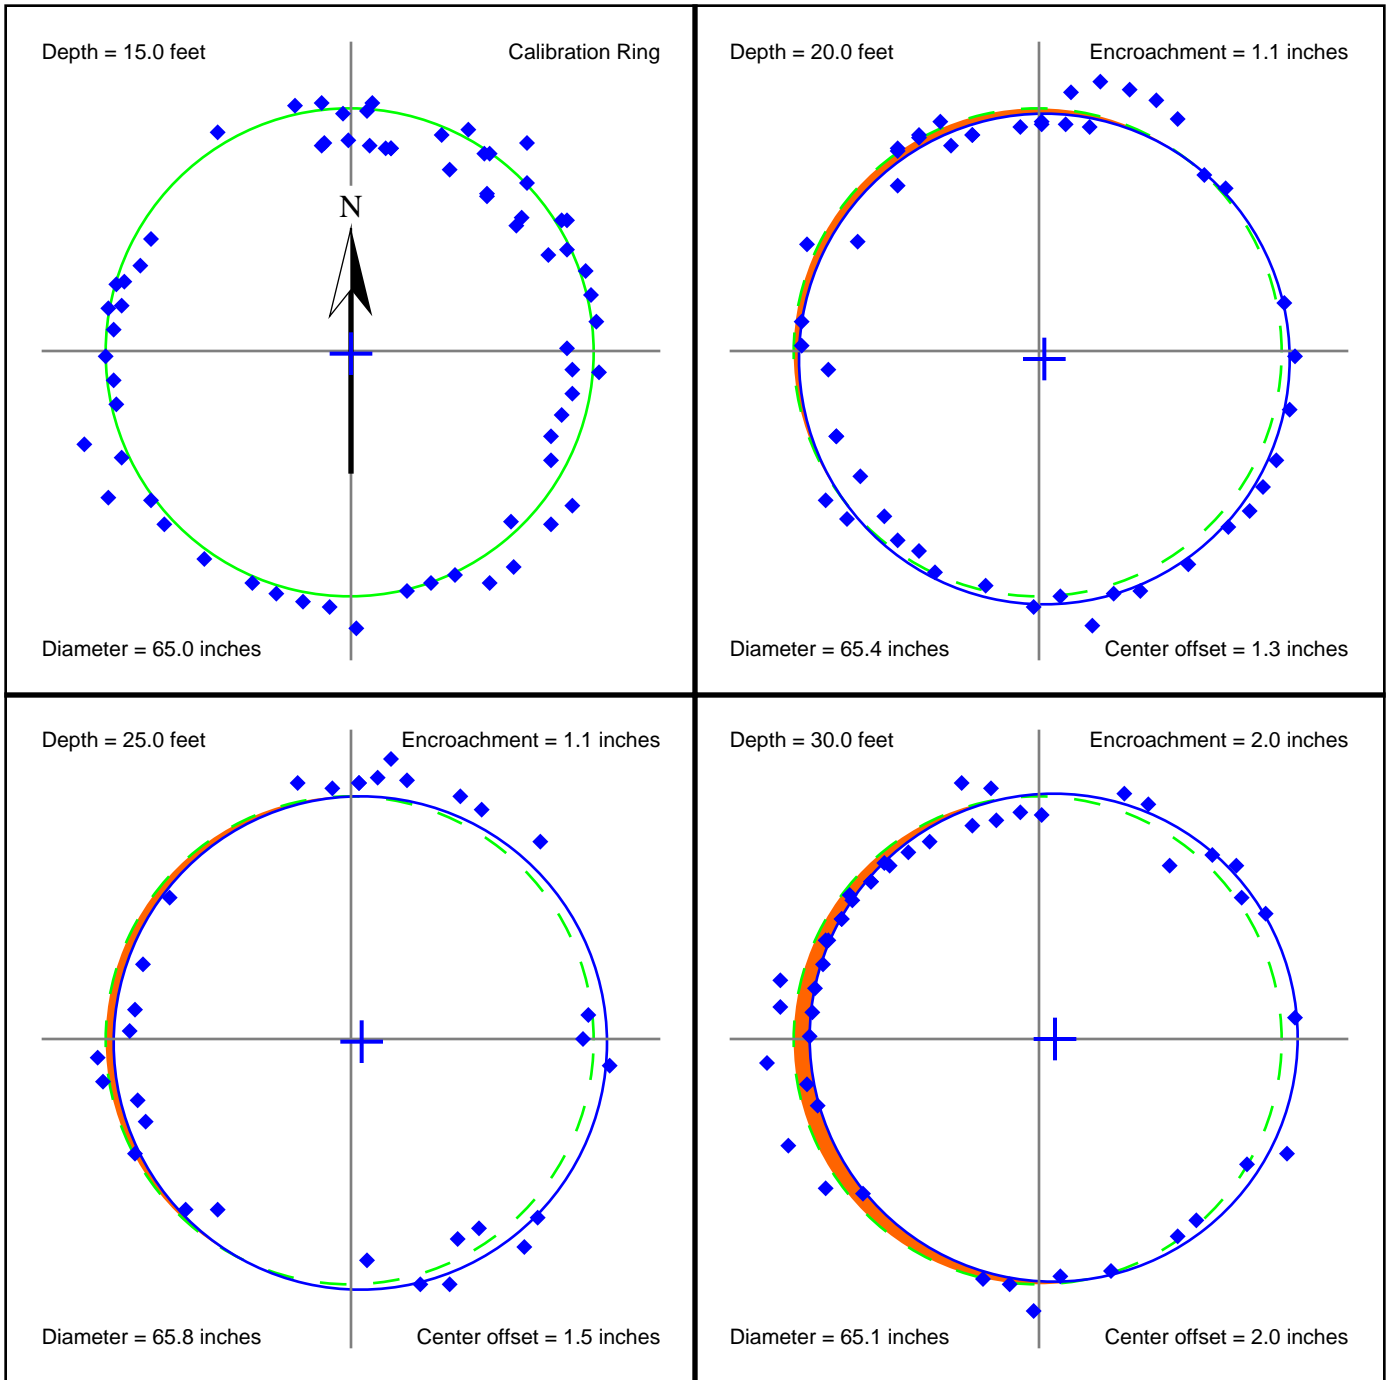 Depth = 15.0 feet
Calibration Ring
N
Diameter = 65.0 inches
Depth = 20.0 feet
Encroachment = 1.1 inches
Diameter = 65.4 inches
Center offset = 1.3 inches
Depth = 25.0 feet
Encroachment = 1.1 inches
Diameter = 65.8 inches
Center offset = 1.5 inches
Depth = 30.0 feet
Encroachment = 2.0 inches
Diameter = 65.1 inches
Center offset = 2.0 inches